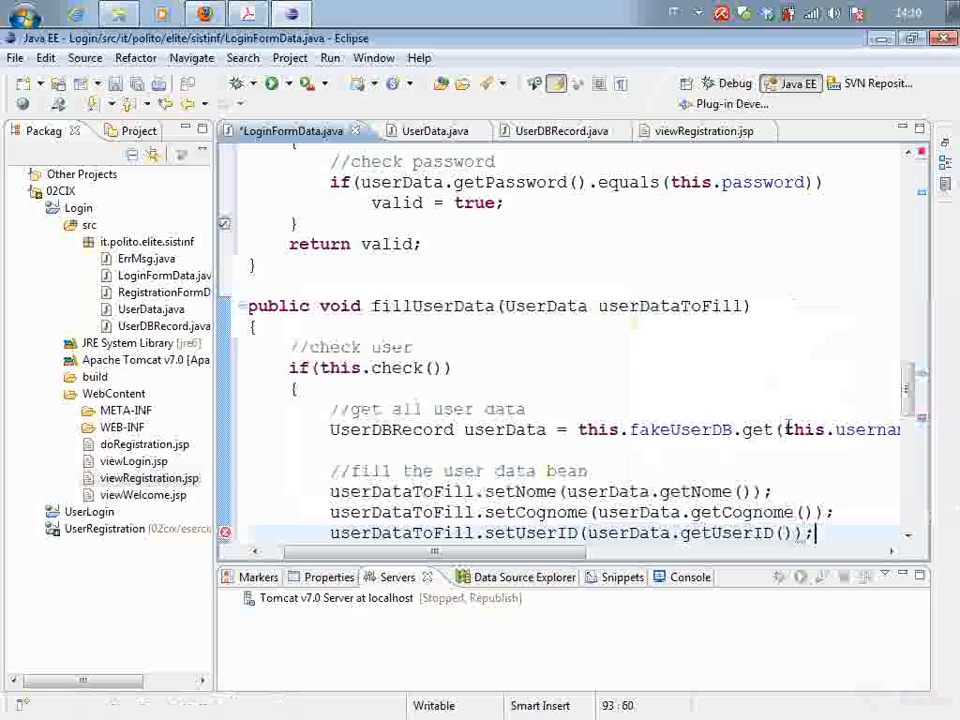 IT
14:10
Java EE - Login/src/it/polito/elite/sistinf/LoginFormData.java - Eclipse
File Edit Source Refactor Navigate Search Project Run Window Help
Debug Java EE SVN Reposit...
Plug-in Deve...
Packag Project
*LoginFormData.java UserData.java UserDBRecord.java viewRegistration.jsp
Other Projects
02CIX
Login
src
it.polito.elite.sistinf
ErrMsg.java
LoginFormData.java
RegistrationFormD
UserData.java
UserDBRecord.java
JRE System Library [jre6]
Apache Tomcat v7.0 [Apa
build
WebContent
META-INF
WEB-INF
doRegistration.jsp
viewLogin.jsp
viewRegistration.jsp
viewWelcome.jsp
UserLogin
UserRegistration (02cix/eserci
{
//check password
if(userData.getPassword().equals(this.password))
valid = true;
}
return valid;
}
public void fillUserData(UserData userDataToFill)
{
//check user
if(this.check())
{
//get all user data
UserDBRecord userData = this.fakeUserDB.get(this.usernam
//fill the user data bean
userDataToFill.setNome(userData.getNome());
userDataToFill.setCognome(userData.getCognome());
userDataToFill.setUserID(userData.getUserID());
Markers Properties Servers Data Source Explorer Snippets Console
Tomcat v7.0 Server at localhost [Stopped, Republish]
Writable Smart Insert 93 : 60